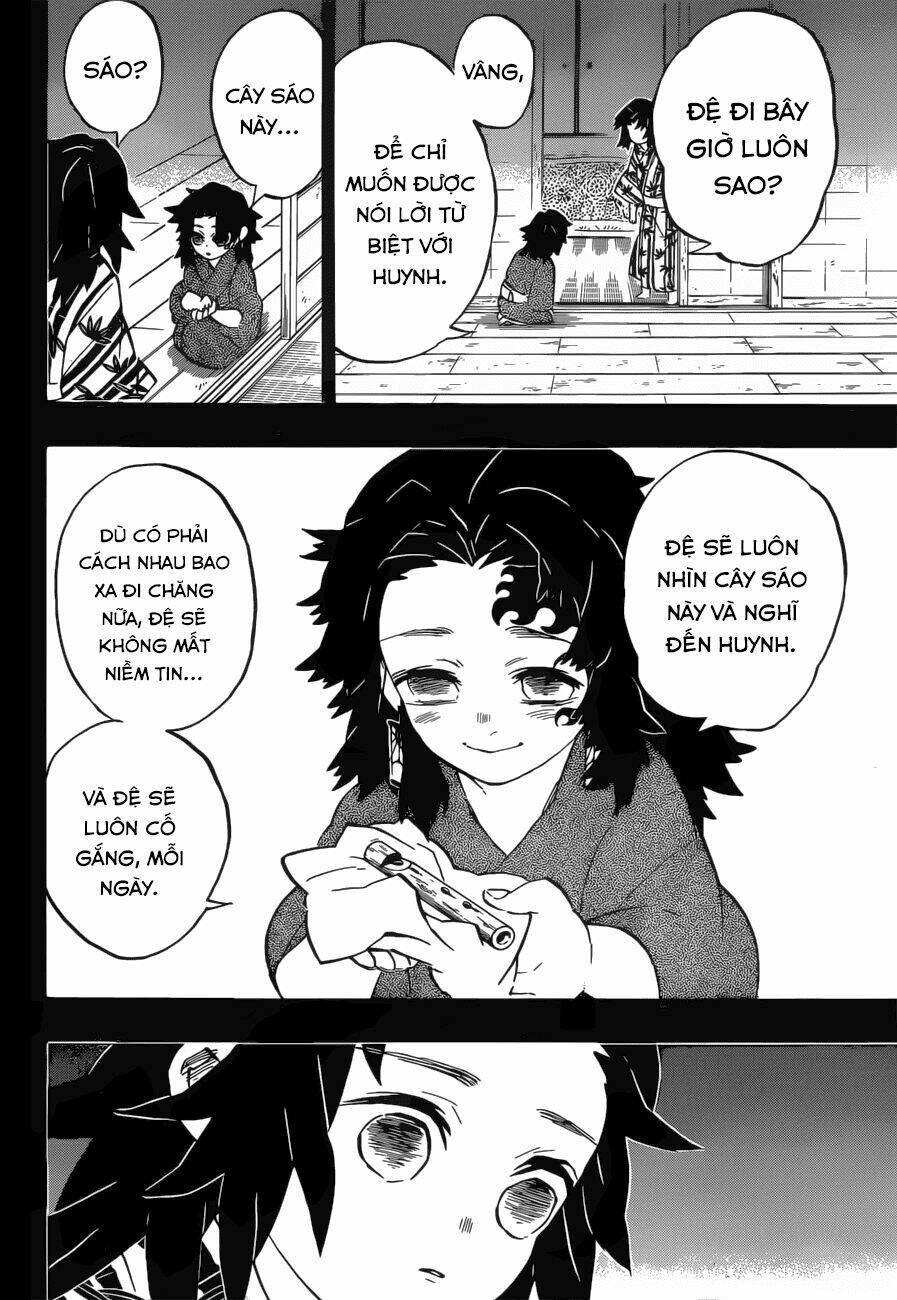 ĐỆ ĐI BÂY
GIỜ LUÔN
SAO?
VÂNG,
ĐỂ CHỈ
MUỐN ĐƯỢC
NÓI LỜI TỪ
BIỆT VỚI
HUYNH.
CÂY SÁO
NÀY...
SÁO?
ĐỆ SẼ LUÔN
NHÌN CÂY SÁO
NÀY VÀ NGHĨ
ĐẾN HUYNH.
DÙ CÓ PHẢI
CÁCH NHAU BAO
XA ĐI CHĂNG
NỮA, ĐỆ SẼ
KHÔNG MẤT
NIỀM TIN...
VÀ ĐỆ SẼ
LUÔN CỐ
GẮNG, MỖI
NGÀY.